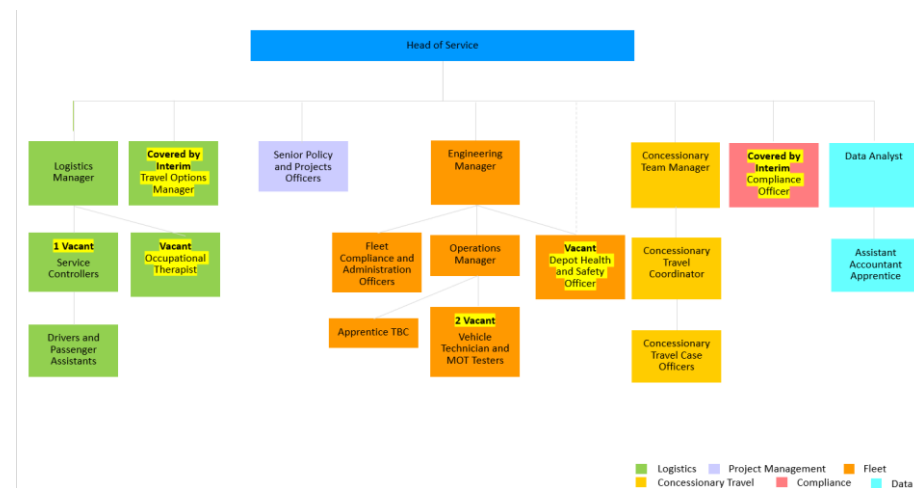 Head of Service
Logistics
Manager
Covered by
Interim
Travel Options
Manager
Senior Policy
and Projects
Officers
Engineering
Manager
Concessionary
Team Manager
Covered by
Interim
Compliance
Officer
Data Analyst
1 Vacant
Service
Controllers
Vacant
Occupational
Therapist
Fleet
Compliance and
Administration
Officers
Operations
Manager
Vacant
Depot Health
and Safety
Officer
Concessionary
Travel
Coordinator
Assistant
Accountant
Apprentice
Drivers and
Passenger
Assistants
Apprentice TBC
2 Vacant
Vehicle
Technician and
MOT Testers
Concessionary
Travel Case
Officers
Logistics
Project Management
Fleet
Concessionary Travel
Compliance
Data